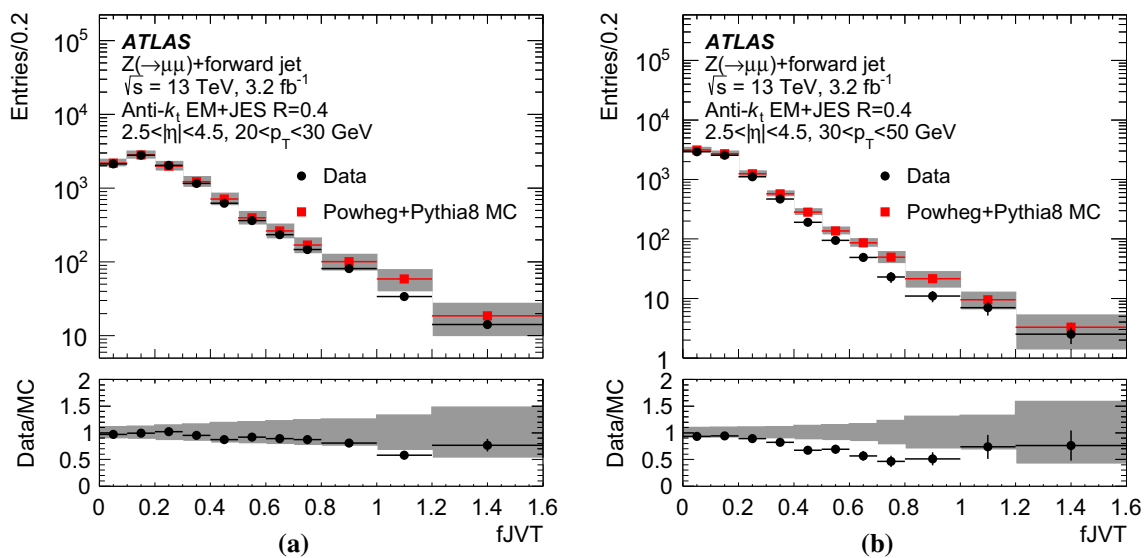 Entries/0.2
10⁵
10⁴
10³
10²
10
ATLAS
Z(→μμ)+forward jet
√s = 13 TeV, 3.2 fb⁻¹
Anti-kₜ EM+JES R=0.4
2.5<|η|<4.5, 20<p_T<30 GeV
Data
Powheg+Pythia8 MC
Data/MC
2
1.5
1
0.5
0
0 0.2 0.4 0.6 0.8 1 1.2 1.4 1.6
fJVT
(a)
Entries/0.2
10⁵
10⁴
10³
10²
10
1
ATLAS
Z(→μμ)+forward jet
√s = 13 TeV, 3.2 fb⁻¹
Anti-kₜ EM+JES R=0.4
2.5<|η|<4.5, 30<p_T<50 GeV
Data
Powheg+Pythia8 MC
Data/MC
2
1.5
1
0.5
0
0 0.2 0.4 0.6 0.8 1 1.2 1.4 1.6
fJVT
(b)